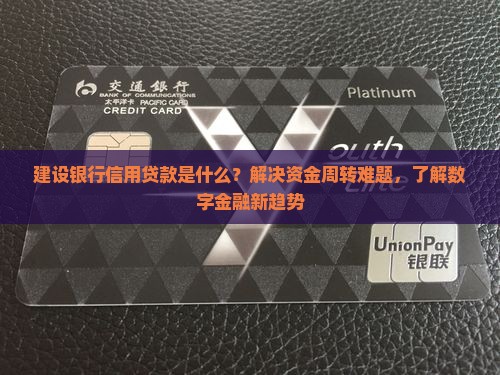 交通銀行
BANK OF COMMUNICATIONS
太平洋卡 PACIFIC CARD
CREDIT CARD
Platinum
outh
建设银行信用贷款是什么？解决资金周转难题，了解数
字金融新趋势
UnionPay
银联